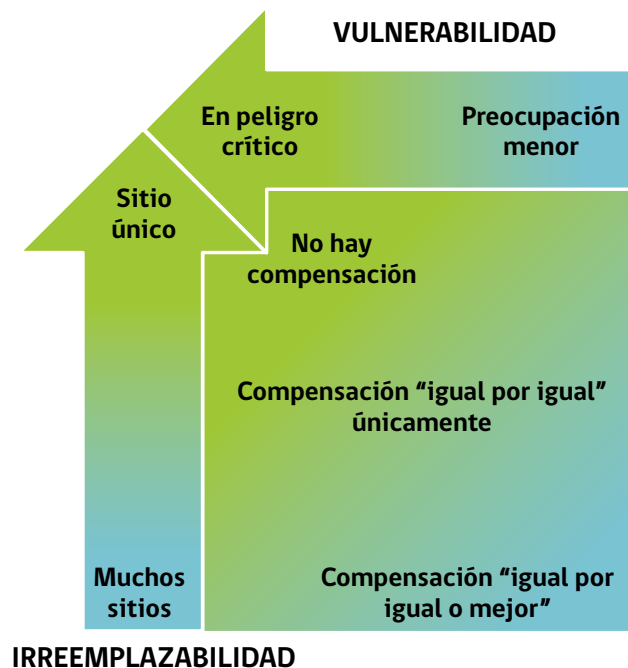 VULNERABILIDAD
En peligro
crítico
Preocupación
menor
Sitio
único
No hay
compensación
Compensación “igual por igual”
únicamente
Muchos
sitios
Compensación “igual por
igual o mejor”
IRREEMPLAZABILIDAD